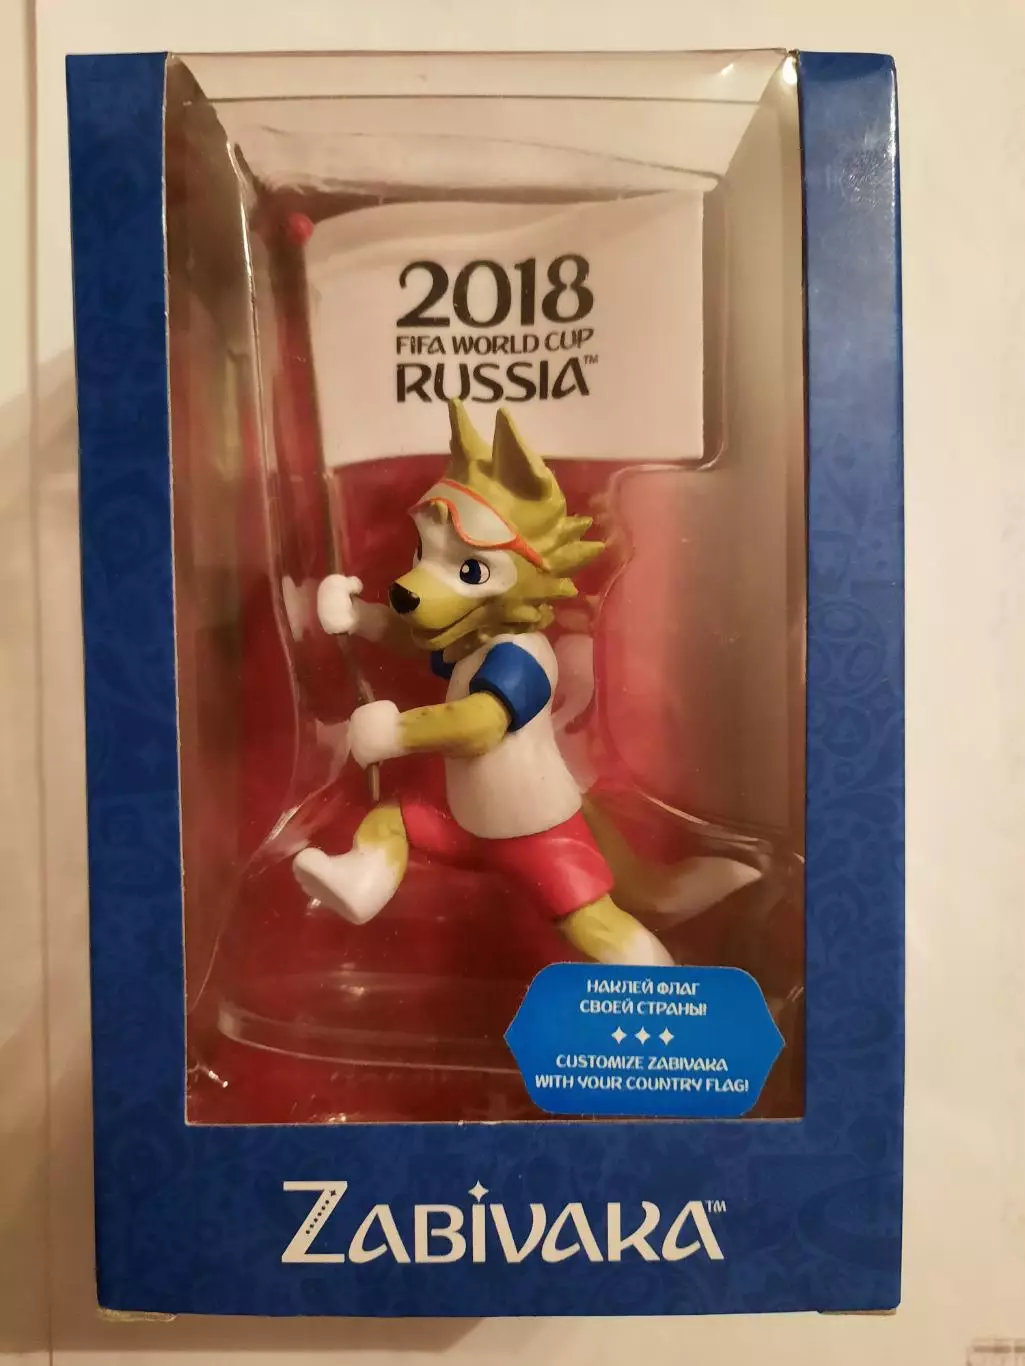 2018
FIFA WORLD CUP
RUSSIA™
НАКЛЕЙ ФЛАГ
СВОЕЙ СТРАНЫ!
CUSTOMIZE ZABIVAKA
WITH YOUR COUNTRY FLAG!
ZABIVAKA™